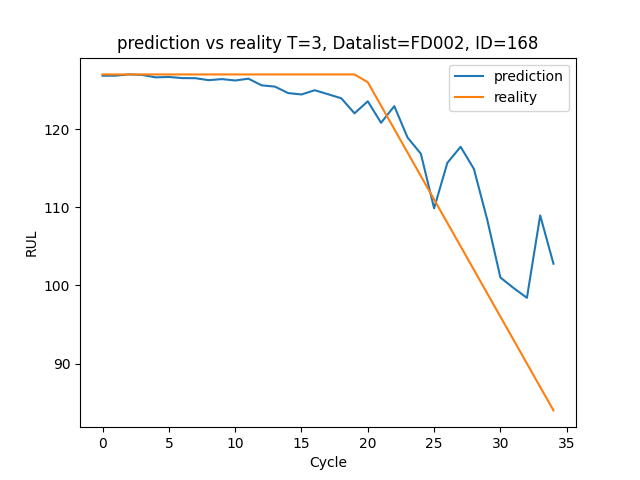 prediction vs reality T=3, Datalist=FD002, ID=168
prediction
reality
RUL
120
110
100
90
0 5 10 15 20 25 30 35
Cycle